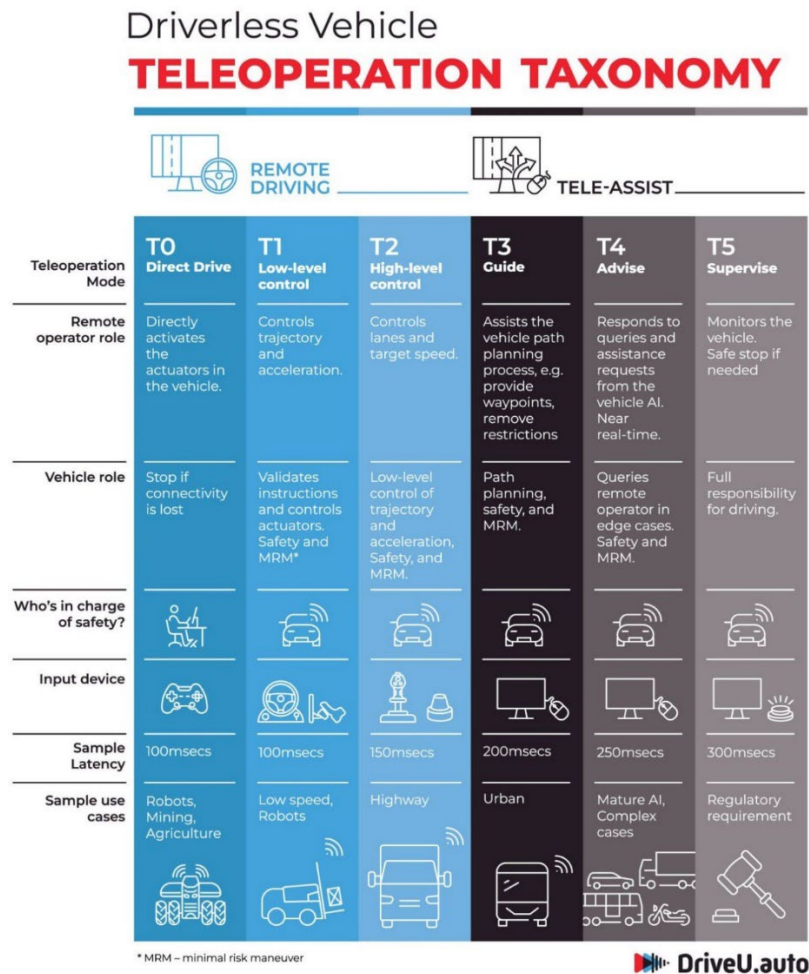 Driverless Vehicle
TELEOPERATION TAXONOMY
REMOTE
DRIVING
TELE-ASSIST
Teleoperation
Mode
T0
Direct Drive
T1
Low-level
control
T2
High-level
control
T3
Guide
T4
Advise
T5
Supervise
Remote
operator role
Directly
activates
the
actuators in
the vehicle.
Controls
trajectory
and
acceleration.
Controls
lanes and
target speed.
Assists the
vehicle path
planning
process, e.g.
provide
waypoints,
remove
restrictions
Responds to
queries and
assistance
requests
from the
vehicle AI.
Near
real-time.
Monitors the
vehicle.
Safe stop if
needed
Vehicle role
Stop if
connectivity
is lost
Validates
instructions
and controls
actuators.
Safety and
MRM*
Low-level
control of
trajectory
and
acceleration,
Safety, and
MRM.
Path
planning,
safety, and
MRM.
Queries
remote
operator in
edge cases.
Safety and
MRM.
Full
responsibility
for driving.
Who's in charge
of safety?
Input device
Sample
Latency
100msecs
100msecs
150msecs
200msecs
250msecs
300msecs
Sample use
cases
Robots,
Mining,
Agriculture
Low speed,
Robots
Highway
Urban
Mature AI,
Complex
cases
Regulatory
requirement
* MRM – minimal risk maneuver
DriveU.auto